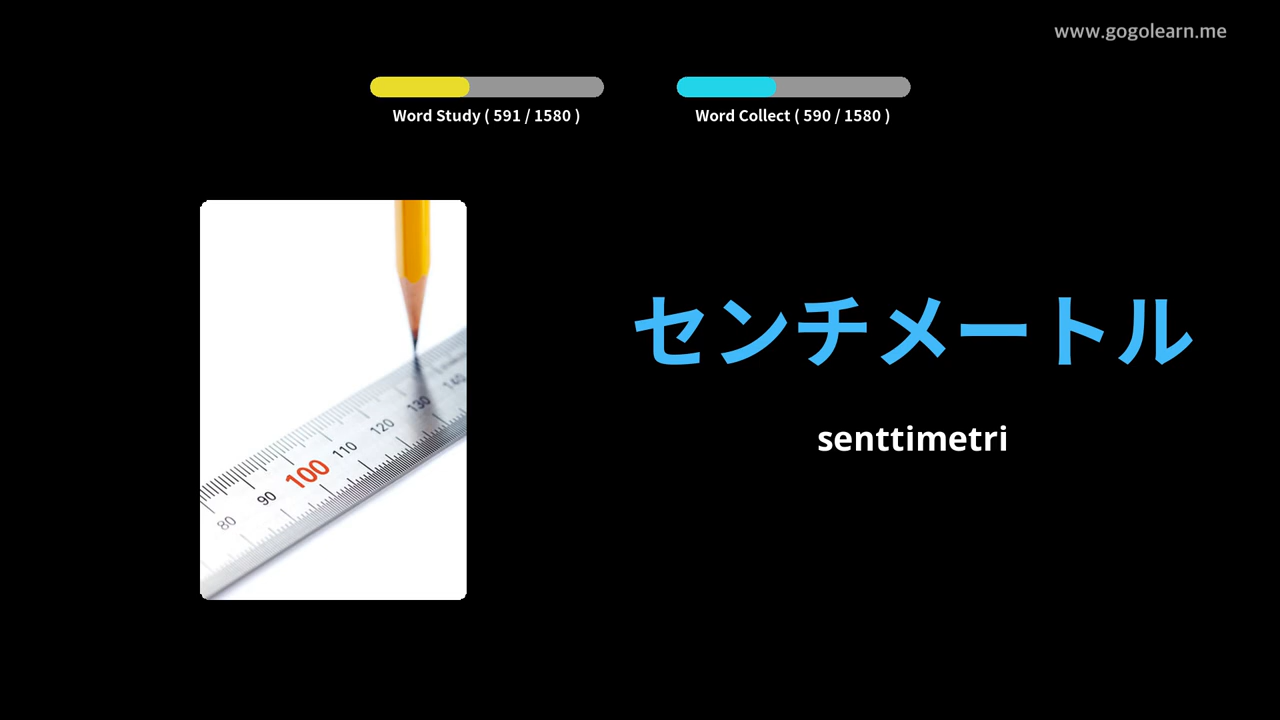 www.gogolearn.me
Word Study ( 591 / 1580 )
Word Collect ( 590 / 1580 )
センチメートル
senttimetri
80
90
100
110
120
130
140